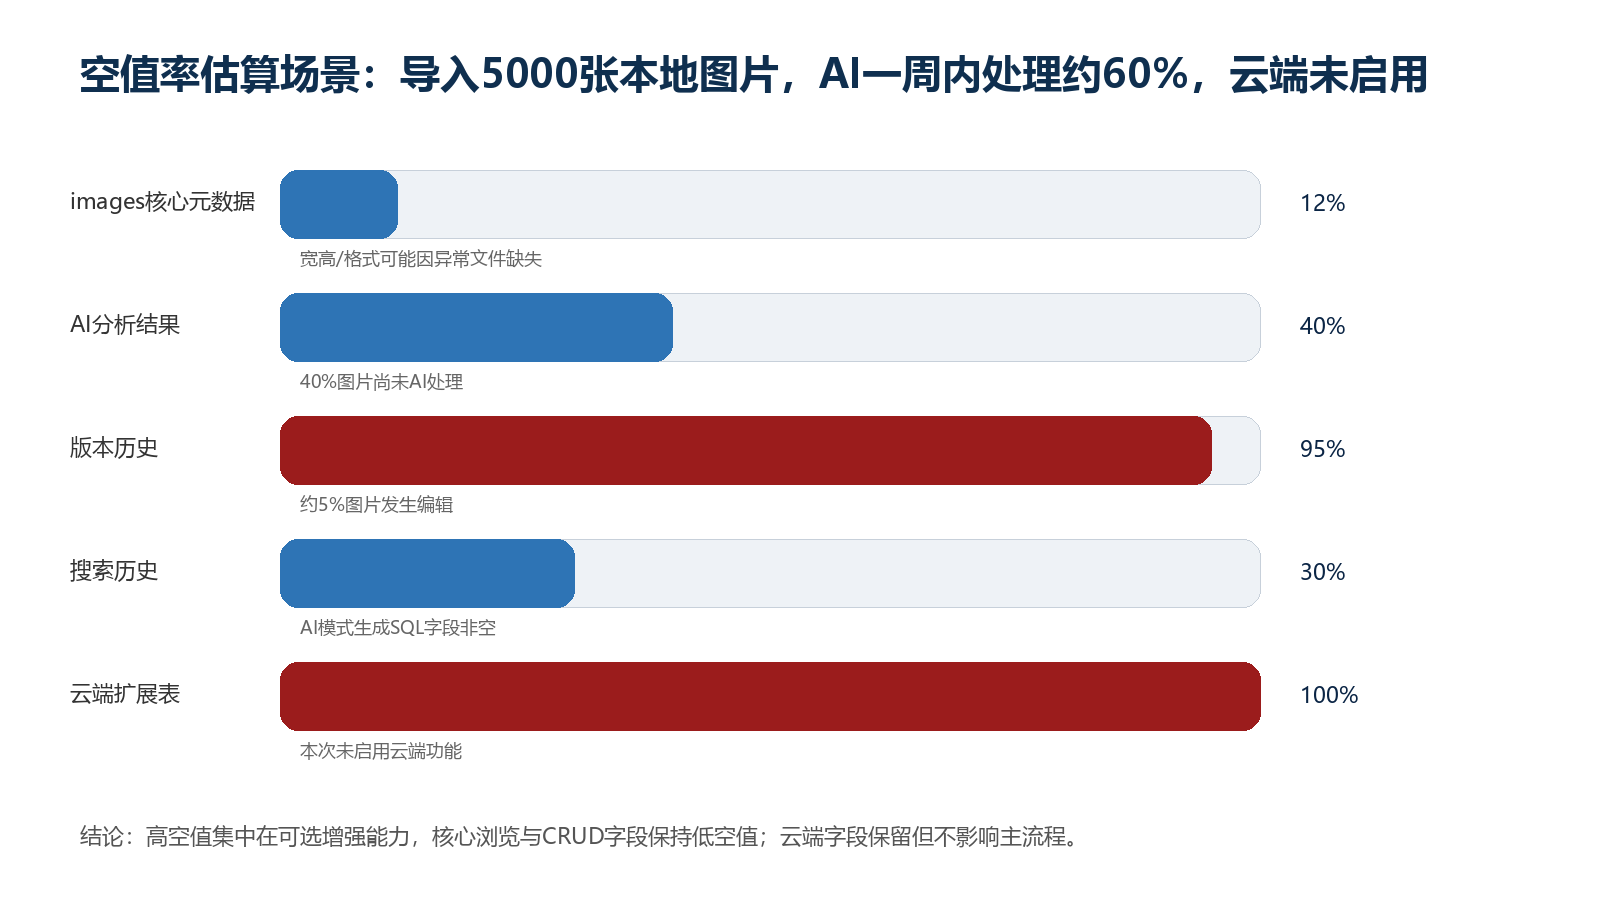 空值率估算场景：导入5000张本地图片，AI一周内处理约60%，云端未启用
images核心元数据
12%
宽高/格式可能因异常文件缺失
AI分析结果
40%
40%图片尚未AI处理
版本历史
95%
约5%图片发生编辑
搜索历史
30%
AI模式生成SQL字段非空
云端扩展表
100%
本次未启用云端功能
结论：高空值集中在可选增强能力，核心浏览与CRUD字段保持低空值；云端字段保留但不影响主流程。